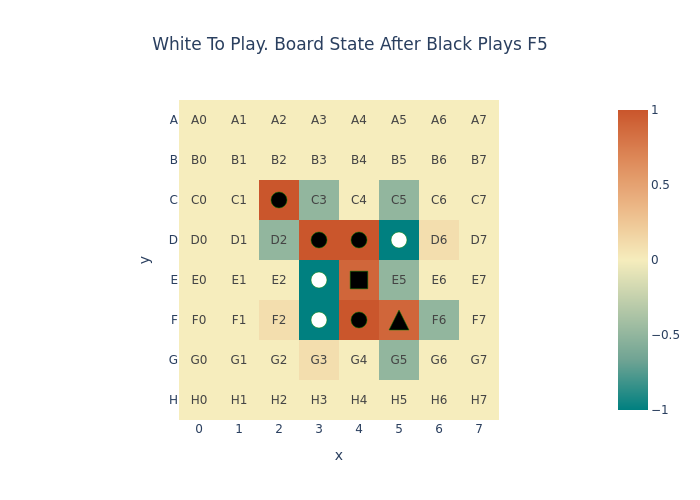 White To Play. Board State After Black Plays F5
A A0 A1 A2 A3 A4 A5 A6 A7
B B0 B1 B2 B3 B4 B5 B6 B7
C C0 C1 C3 C4 C5 C6 C7
D D0 D1 D2 D6 D7
E E0 E1 E2 E5 E6 E7
F F0 F1 F2 F6 F7
G G0 G1 G2 G3 G4 G5 G6 G7
H H0 H1 H2 H3 H4 H5 H6 H7
0 1 2 3 4 5 6 7
x
y
1
0.5
0
−0.5
−1